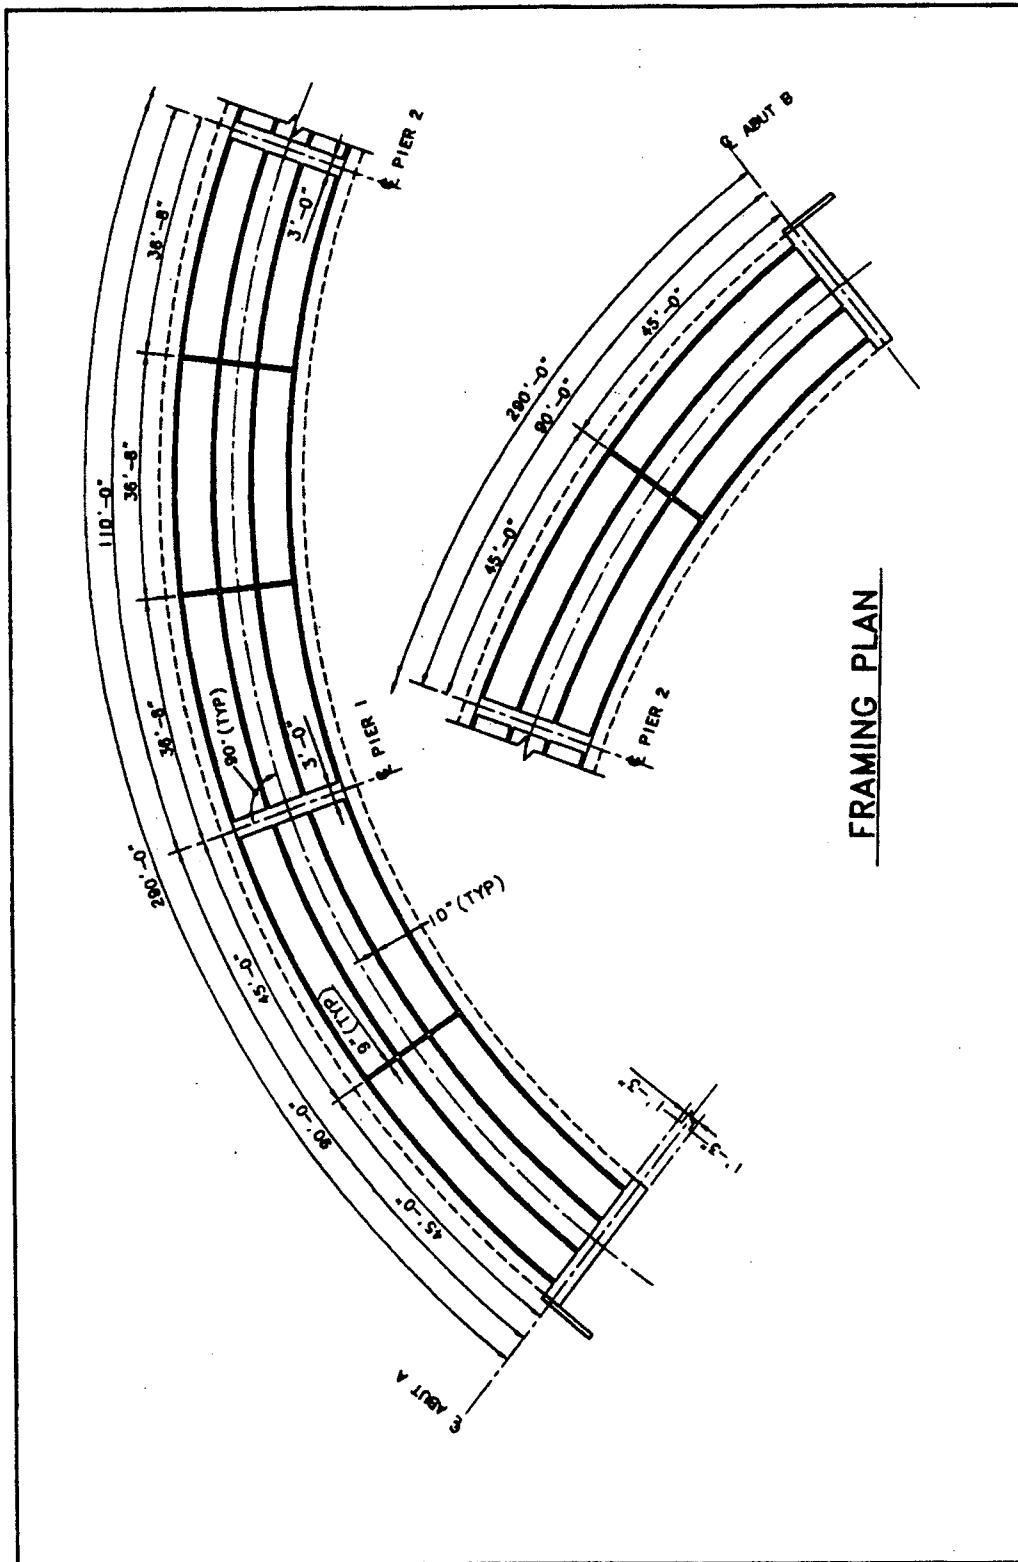 290'-0"
110'-0"
36'-8"
36'-8"
36'-8"
3'-0"
℄ PIER 2
90°(TYP)
3'-0"
℄ PIER 1
10"(TYP)
9"(TYP)
90'-0"
45'-0"
45'-0"
1'-3"
1'-3"
℄ ABUT A
℄ ABUT B
290'-0"
90'-0"
45'-0"
45'-0"
℄ PIER 2
FRAMING PLAN